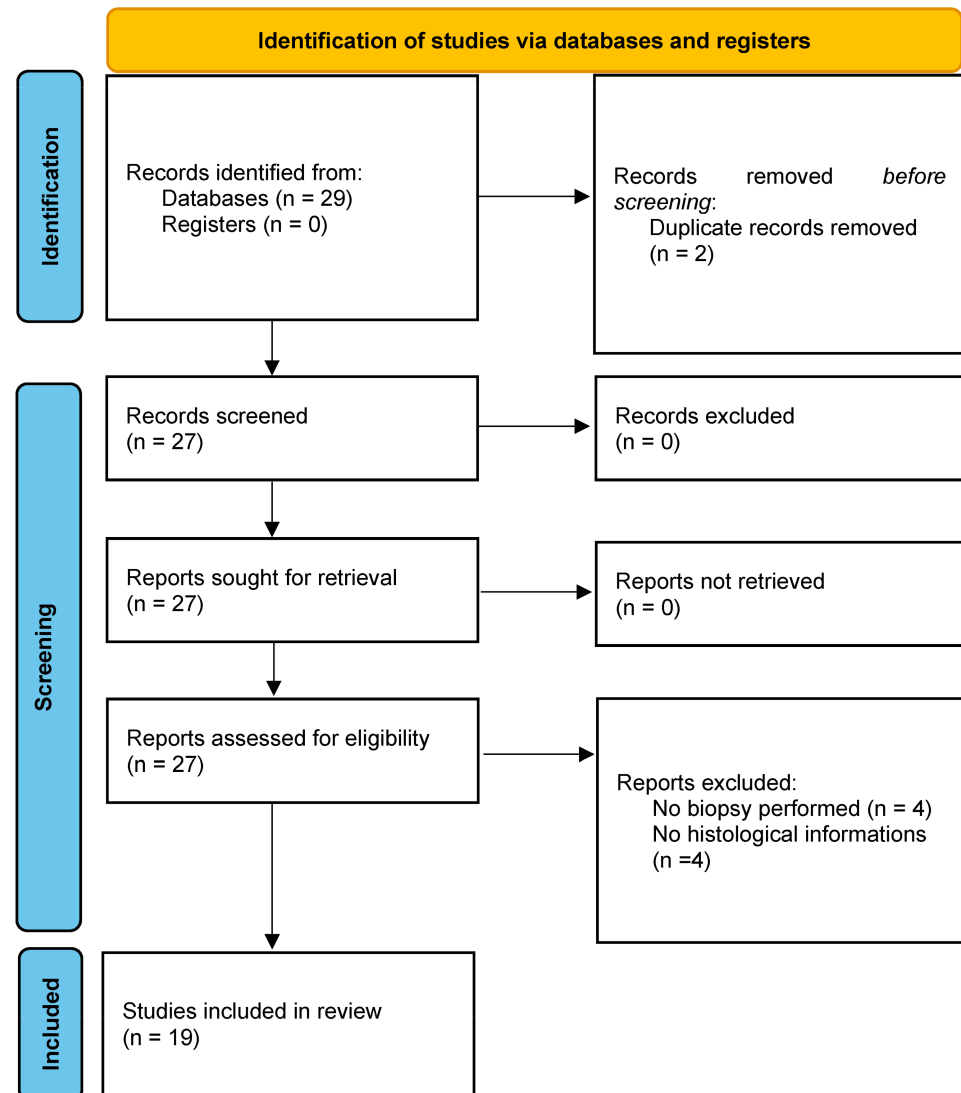 Identification of studies via databases and registers
Identification
Records identified from:
Databases (n = 29)
Registers (n = 0)
Records removed before
screening:
Duplicate records removed
(n = 2)
Screening
Records screened
(n = 27)
Records excluded
(n = 0)
Reports sought for retrieval
(n = 27)
Reports not retrieved
(n = 0)
Reports assessed for eligibility
(n = 27)
Reports excluded:
No biopsy performed (n = 4)
No histological informations
(n =4)
Included
Studies included in review
(n = 19)